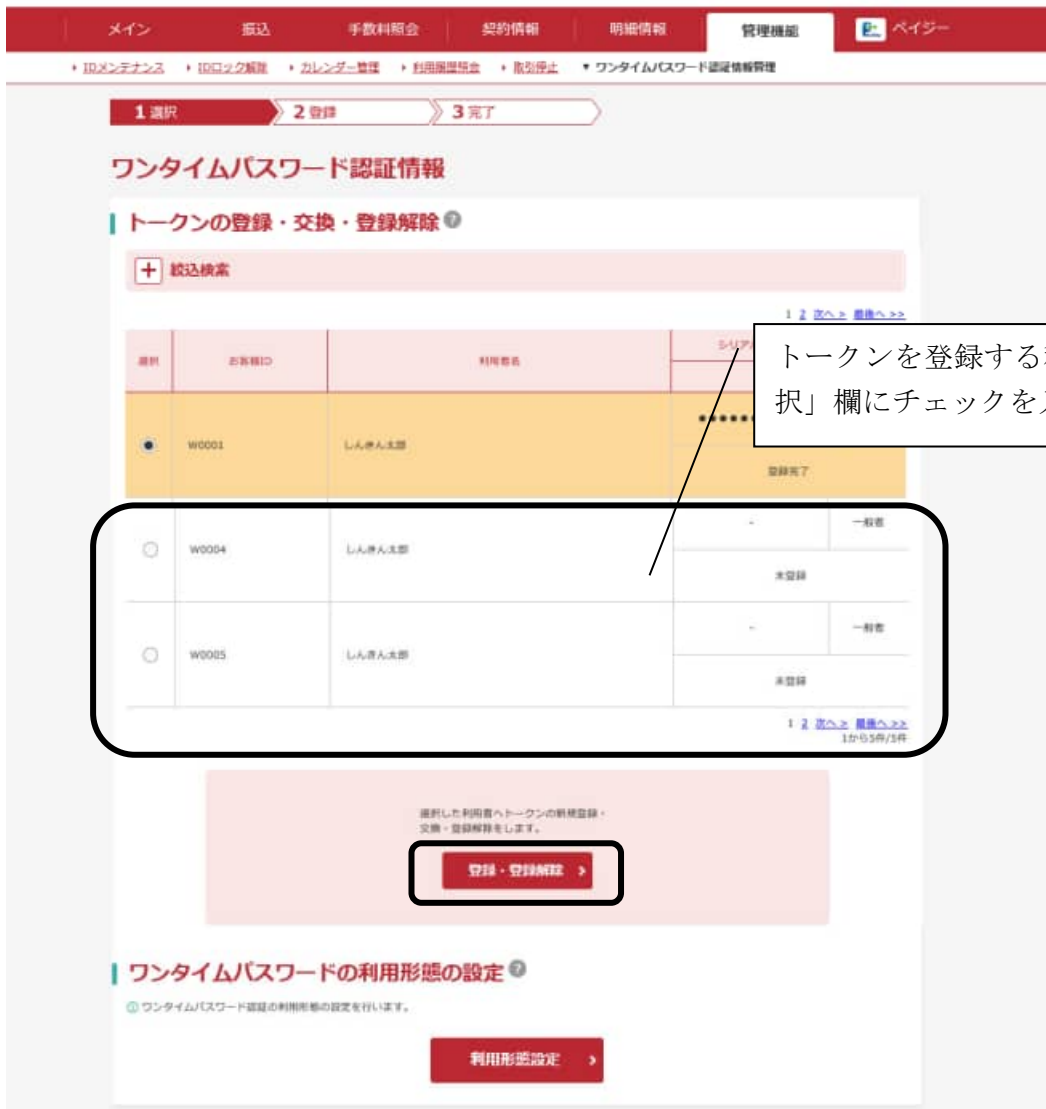 メイン 振込 手数料照会 契約情報 明細情報 管理機能 ペイジー
IDメンテナンス IDロック解除 カレンダー管理 利用履歴照会 取引停止 ワンタイムパスワード認証情報管理
1 選択 2 登録 3 完了
ワンタイムパスワード認証情報
トークンの登録・交換・登録解除
絞込検索
1 2 次へ > 最後へ >>
選択 お客様ID 利用者名 シリアル
トークンを登録する
択」欄にチェックを
W0001 しんきん太郎
登録完了
W0004 しんきん太郎 - 一般者
未登録
W0005 しんきん太郎 - 一般者
未登録
1 2 次へ > 最後へ >>
1から5件/5件
選択した利用者へトークンの新規登録・
交換・登録解除をします。
登録・登録解除
ワンタイムパスワードの利用形態の設定
ワンタイムパスワード認証の利用形態の設定を行います。
利用形態設定